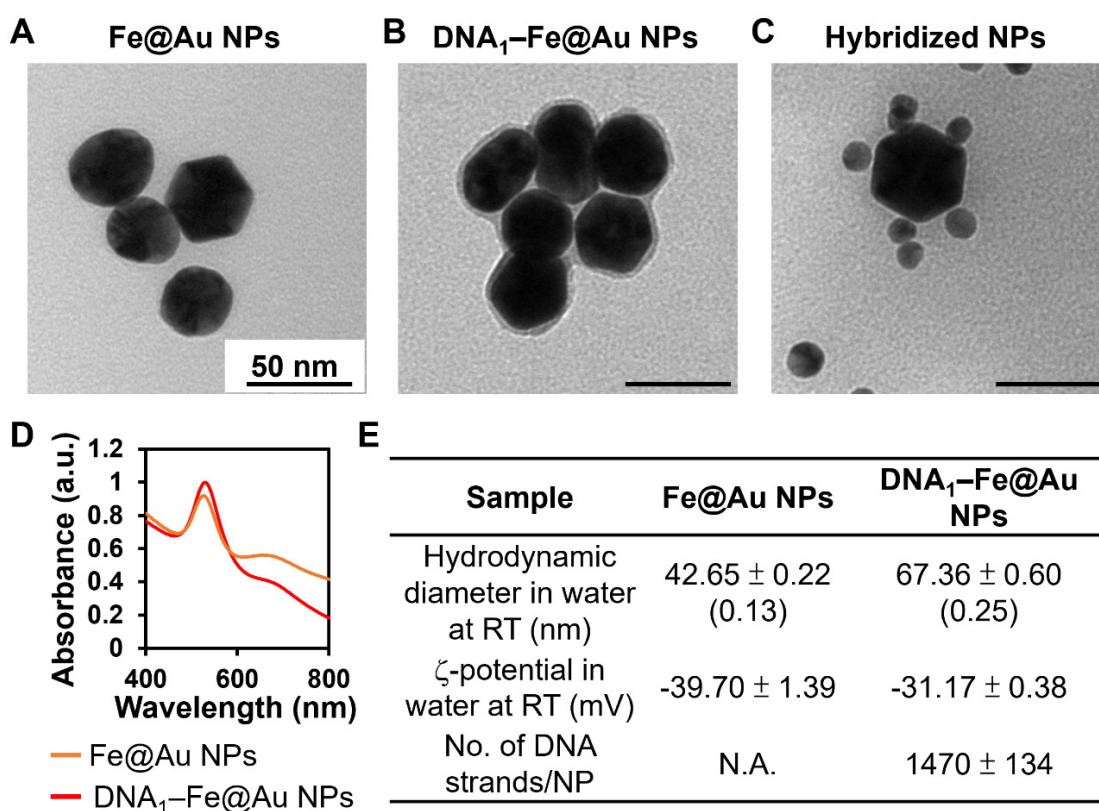 A Fe@Au NPs
B DNA₁–Fe@Au NPs
C Hybridized NPs
50 nm
D
1.2
1
0.8
0.6
0.4
0.2
0
Absorbance (a.u.)
400 600 800
Wavelength (nm)
Fe@Au NPs
DNA₁–Fe@Au NPs
E
Sample
Fe@Au NPs
DNA₁–Fe@Au
NPs
Hydrodynamic
diameter in water
at RT (nm)
42.65 ± 0.22
(0.13)
67.36 ± 0.60
(0.25)
ζ-potential in
water at RT (mV)
-39.70 ± 1.39
-31.17 ± 0.38
No. of DNA
strands/NP
N.A.
1470 ± 134